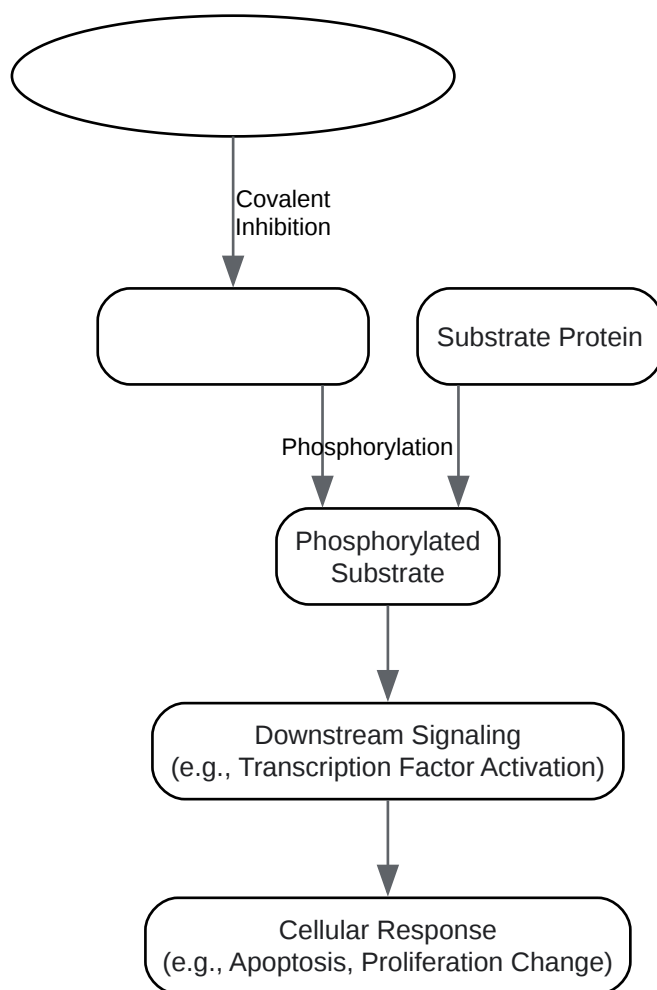 Covalent
Inhibition
Substrate Protein
Phosphorylation
Phosphorylated
Substrate
Downstream Signaling
(e.g., Transcription Factor Activation)
Cellular Response
(e.g., Apoptosis, Proliferation Change)